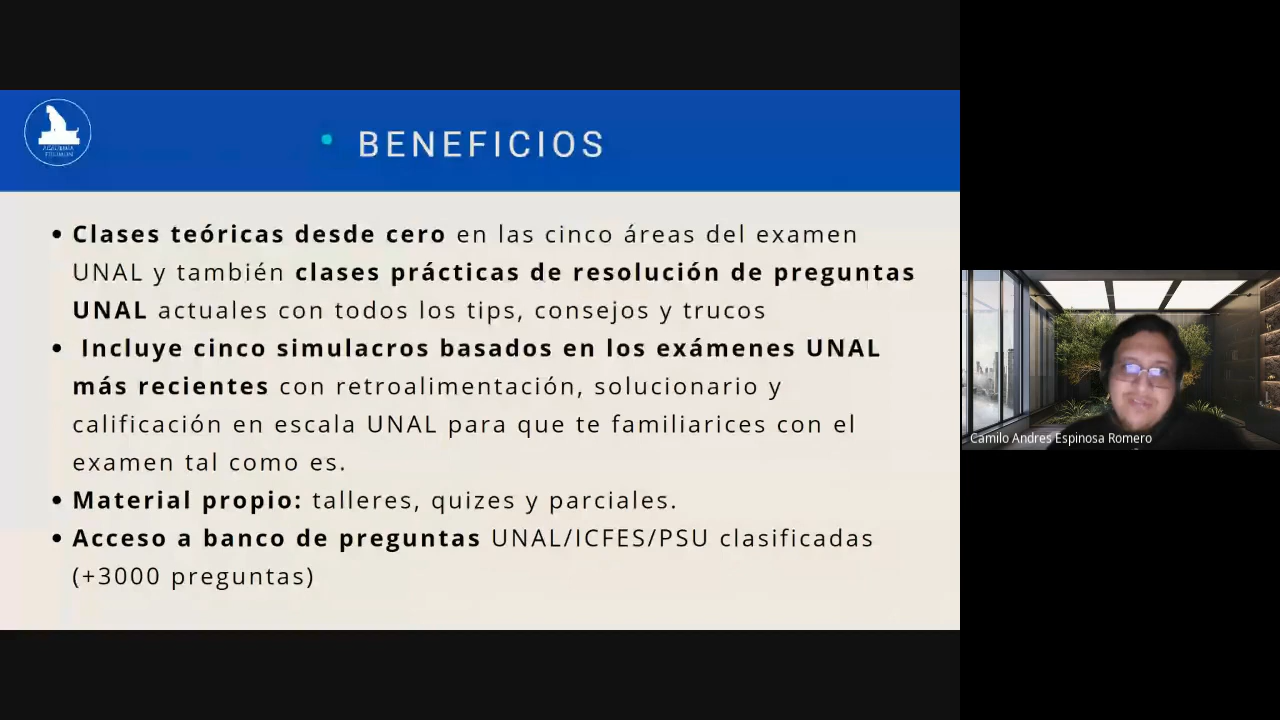 BENEFICIOS
• Clases teóricas desde cero en las cinco áreas del examen
UNAL y también clases prácticas de resolución de preguntas
UNAL actuales con todos los tips, consejos y trucos
• Incluye cinco simulacros basados en los exámenes UNAL
más recientes con retroalimentación, solucionario y
calificación en escala UNAL para que te familiarices con el
examen tal como es.
• Material propio: talleres, quizes y parciales.
• Acceso a banco de preguntas UNAL/ICFES/PSU clasificadas
(+3000 preguntas)
Camilo Andres Espinosa Romero